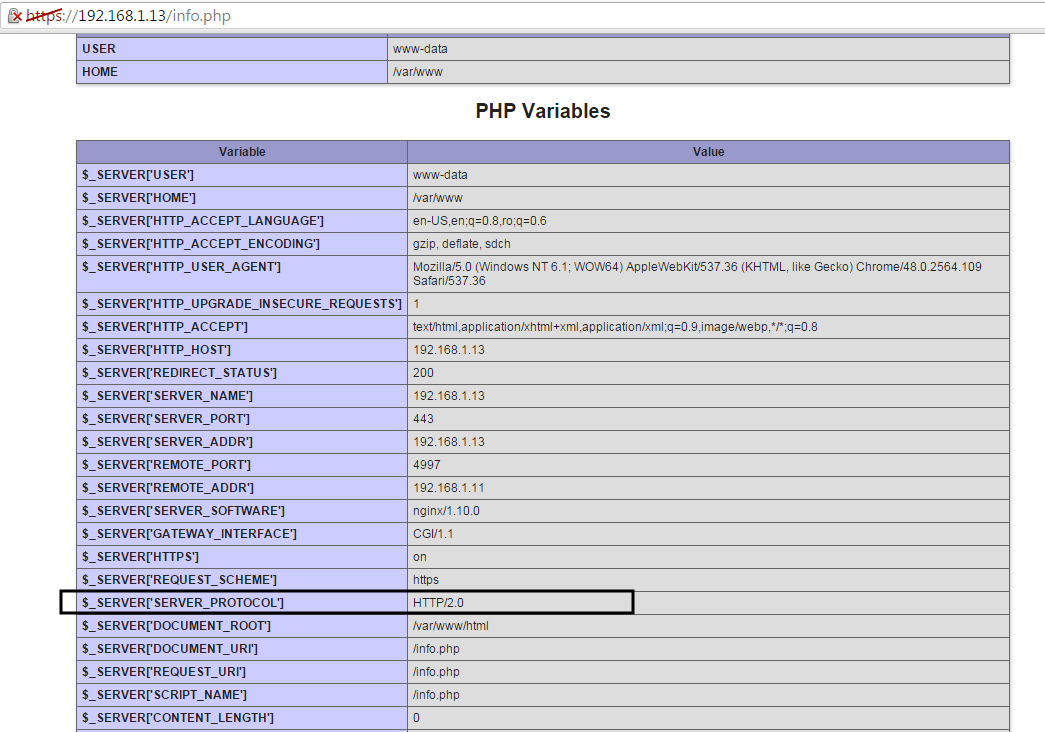 https://192.168.1.13/info.php
USER www-data
HOME /var/www
PHP Variables
Variable Value
$_SERVER['USER'] www-data
$_SERVER['HOME'] /var/www
$_SERVER['HTTP_ACCEPT_LANGUAGE'] en-US,en;q=0.8,ro;q=0.6
$_SERVER['HTTP_ACCEPT_ENCODING'] gzip, deflate, sdch
$_SERVER['HTTP_USER_AGENT'] Mozilla/5.0 (Windows NT 6.1; WOW64) AppleWebKit/537.36 (KHTML, like Gecko) Chrome/48.0.2564.109
Safari/537.36
$_SERVER['HTTP_UPGRADE_INSECURE_REQUESTS'] 1
$_SERVER['HTTP_ACCEPT'] text/html,application/xhtml+xml,application/xml;q=0.9,image/webp,*/*;q=0.8
$_SERVER['HTTP_HOST'] 192.168.1.13
$_SERVER['REDIRECT_STATUS'] 200
$_SERVER['SERVER_NAME'] 192.168.1.13
$_SERVER['SERVER_PORT'] 443
$_SERVER['SERVER_ADDR'] 192.168.1.13
$_SERVER['REMOTE_PORT'] 4997
$_SERVER['REMOTE_ADDR'] 192.168.1.11
$_SERVER['SERVER_SOFTWARE'] nginx/1.10.0
$_SERVER['GATEWAY_INTERFACE'] CGI/1.1
$_SERVER['HTTPS'] on
$_SERVER['REQUEST_SCHEME'] https
$_SERVER['SERVER_PROTOCOL'] HTTP/2.0
$_SERVER['DOCUMENT_ROOT'] /var/www/html
$_SERVER['DOCUMENT_URI'] /info.php
$_SERVER['REQUEST_URI'] /info.php
$_SERVER['SCRIPT_NAME'] /info.php
$_SERVER['CONTENT_LENGTH'] 0